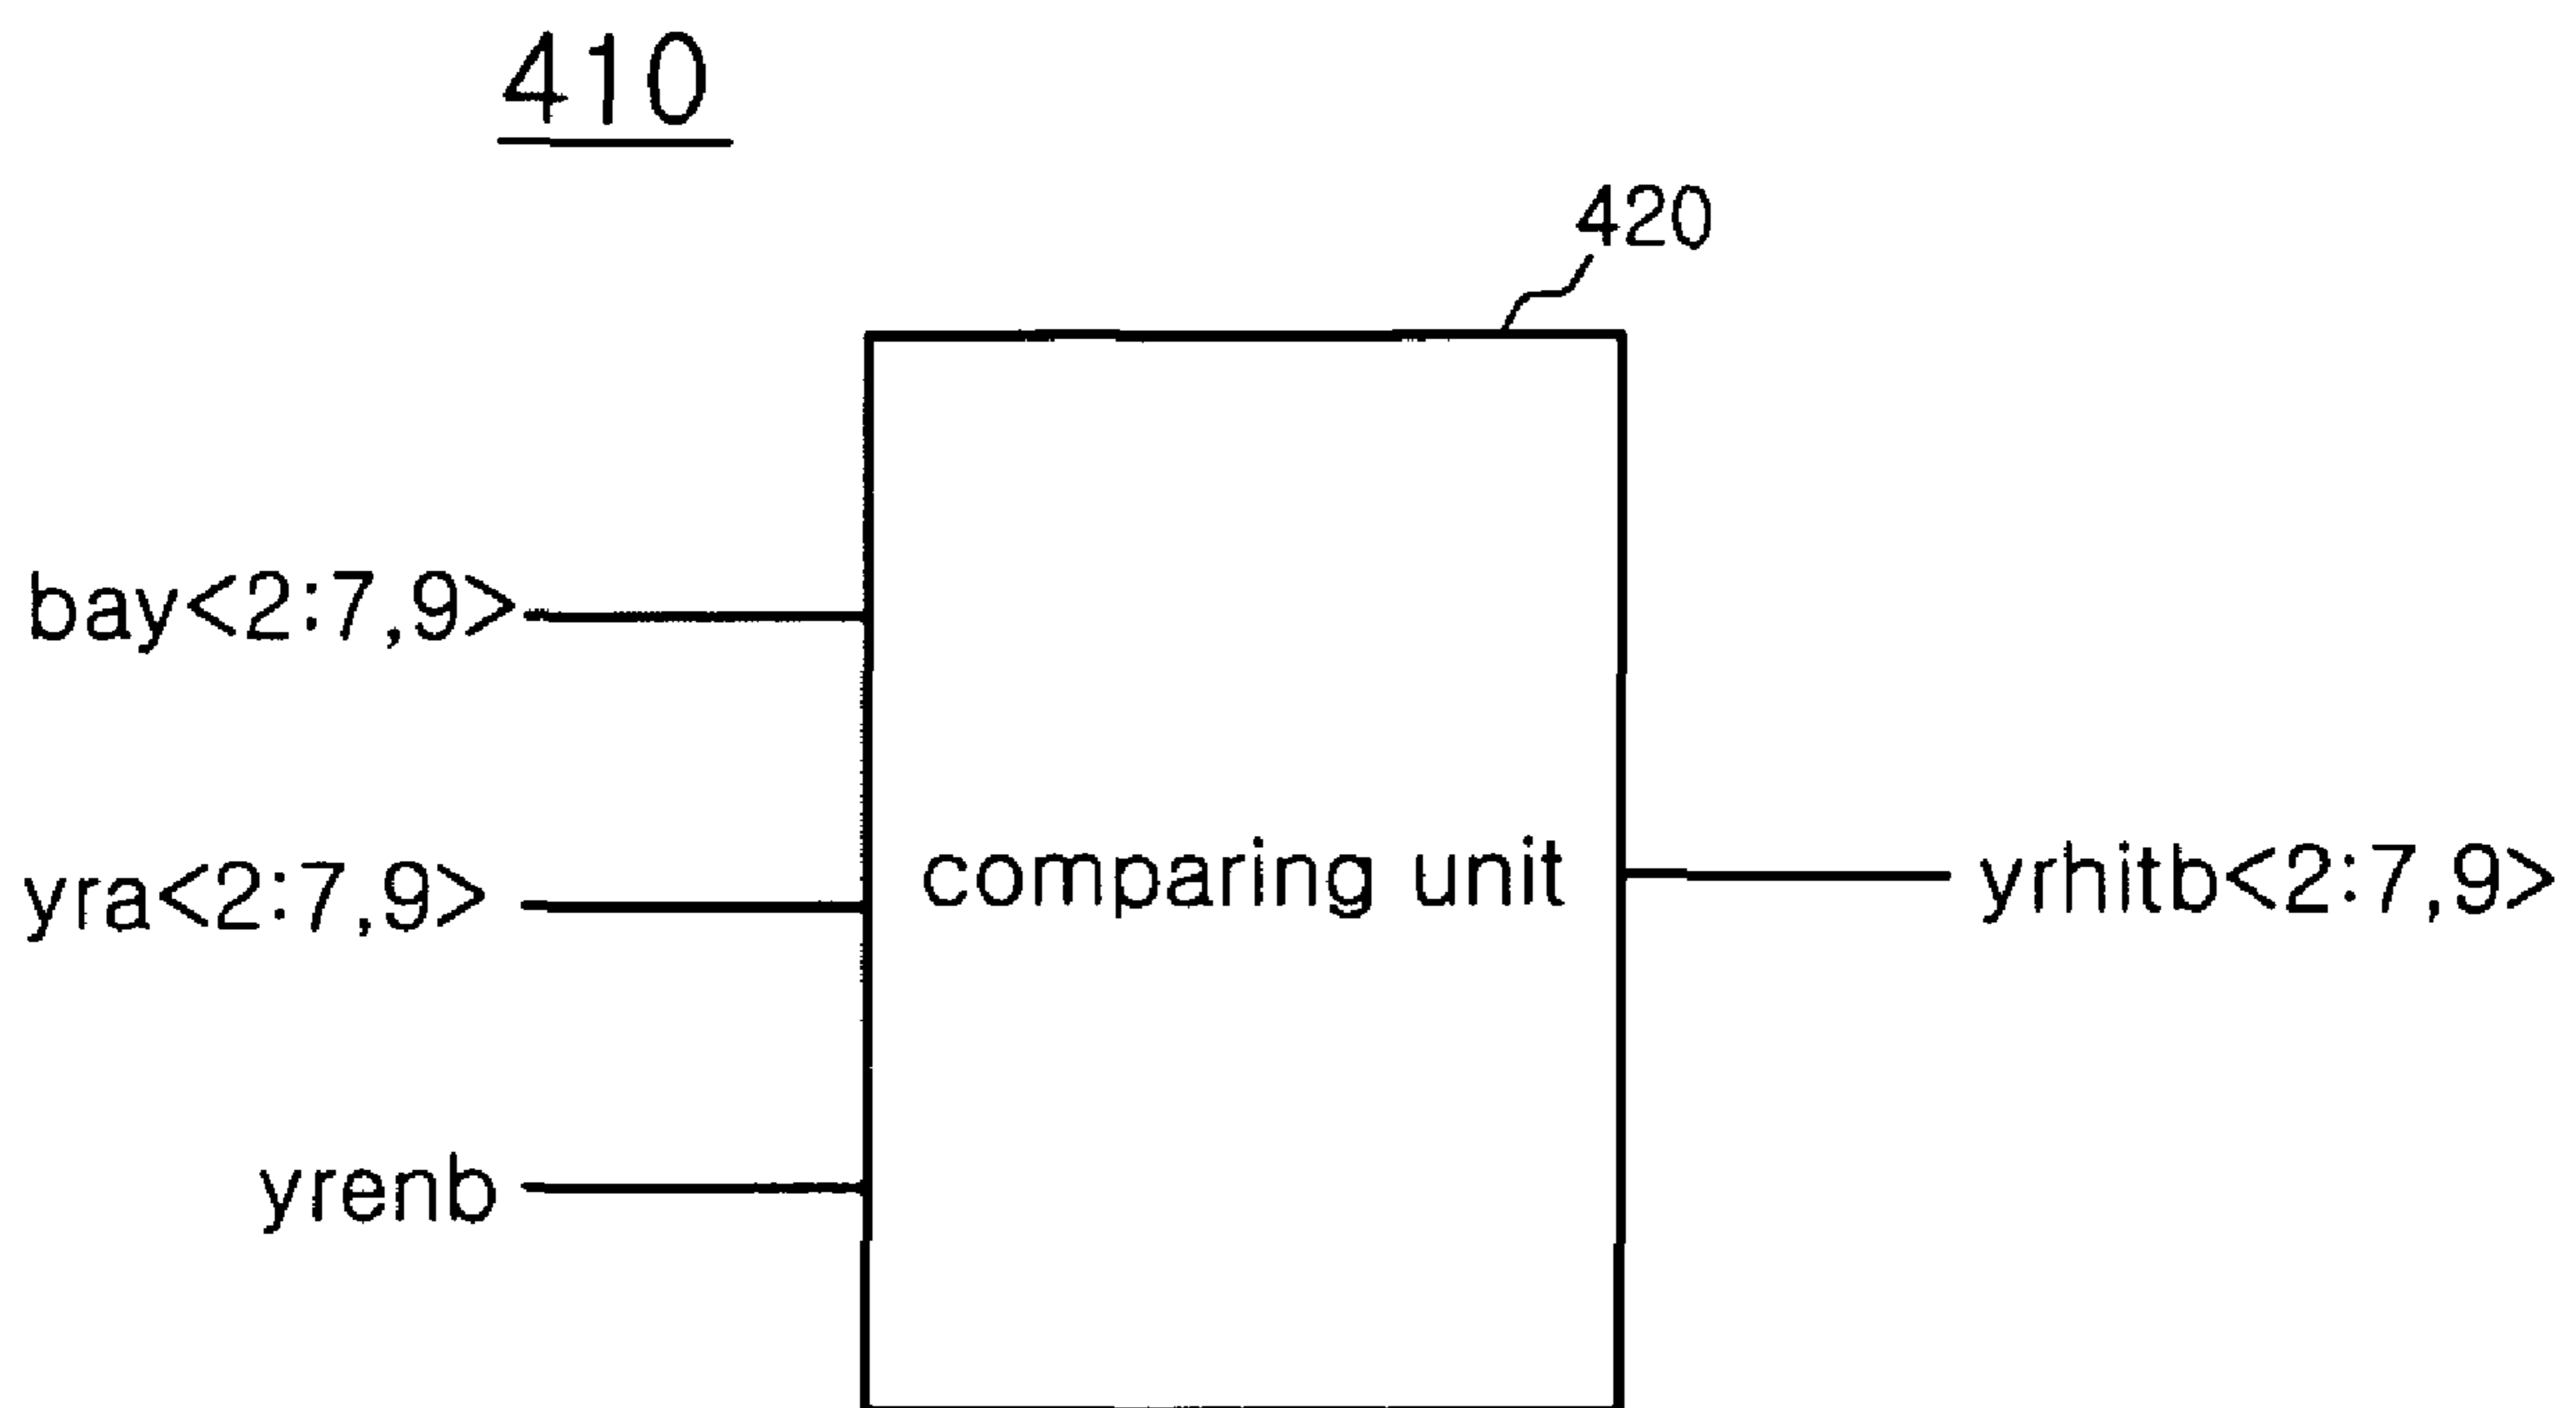 410
420
bay<2:7,9>
yra<2:7,9>
comparing unit
yrhitb<2:7,9>
yrenb